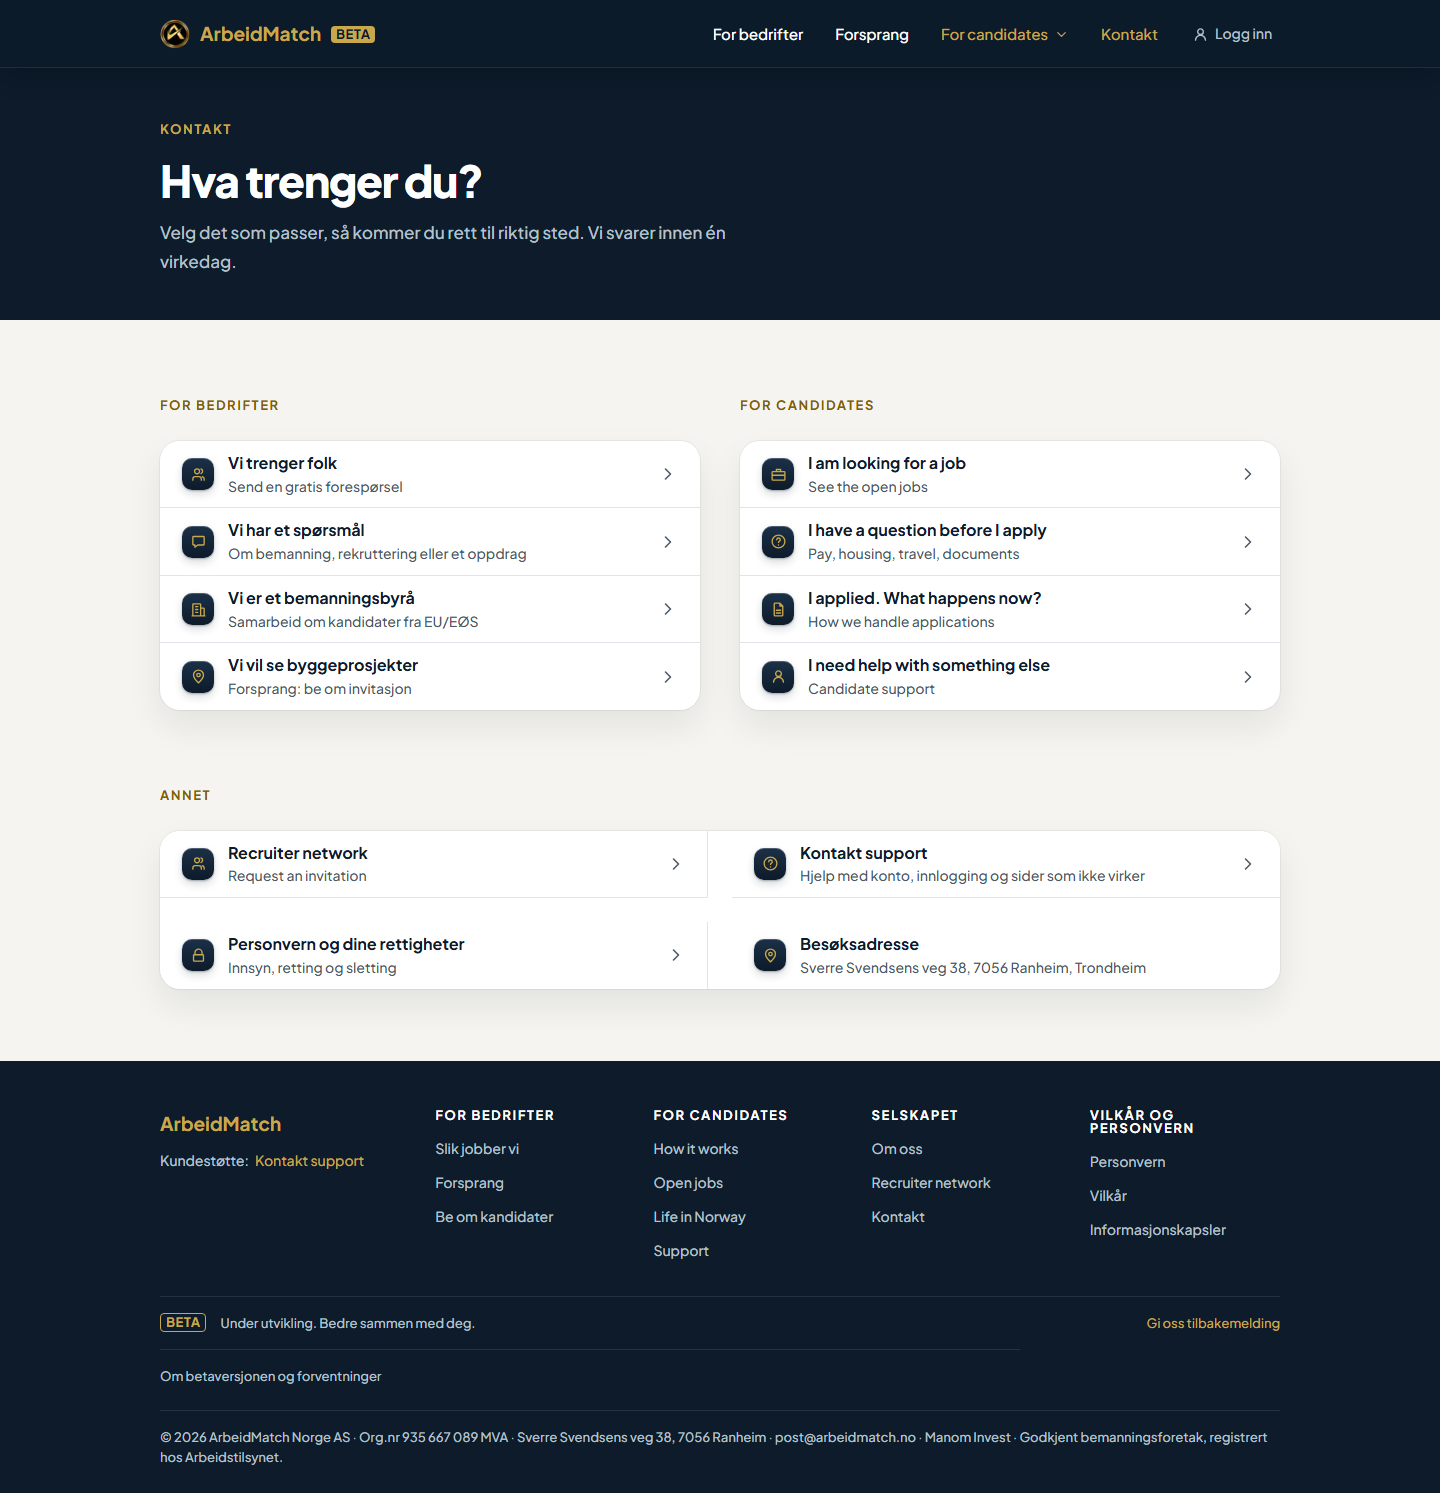 ArbeidMatch BETA
For bedrifter
Forsprang
For candidates
Kontakt
Logg inn
KONTAKT
Hva trenger du?
Velg det som passer, så kommer du rett til riktig sted. Vi svarer innen én
virkedag.
FOR BEDRIFTER
Vi trenger folk
Send en gratis forespørsel
Vi har et spørsmål
Om bemanning, rekruttering eller et oppdrag
Vi er et bemanningsbyrå
Samarbeid om kandidater fra EU/EØS
Vi vil se byggeprosjekter
Forsprang: be om invitasjon
FOR CANDIDATES
I am looking for a job
See the open jobs
I have a question before I apply
Pay, housing, travel, documents
I applied. What happens now?
How we handle applications
I need help with something else
Candidate support
ANNET
Recruiter network
Request an invitation
Kontakt support
Hjelp med konto, innlogging og sider som ikke virker
Personvern og dine rettigheter
Innsyn, retting og sletting
Besøksadresse
Sverre Svendsens veg 38, 7056 Ranheim, Trondheim
ArbeidMatch
Kundestøtte: Kontakt support
FOR BEDRIFTER
Slik jobber vi
Forsprang
Be om kandidater
FOR CANDIDATES
How it works
Open jobs
Life in Norway
Support
SELSKAPET
Om oss
Recruiter network
Kontakt
VILKÅR OG
PERSONVERN
Personvern
Vilkår
Informasjonskapsler
BETA Under utvikling. Bedre sammen med deg.
Gi oss tilbakemelding
Om betaversjonen og forventninger
© 2026 ArbeidMatch Norge AS · Org.nr 935 667 089 MVA · Sverre Svendsens veg 38, 7056 Ranheim · post@arbeidmatch.no · Manom Invest · Godkjent bemanningsforetak, registrert
hos Arbeidstilsynet.